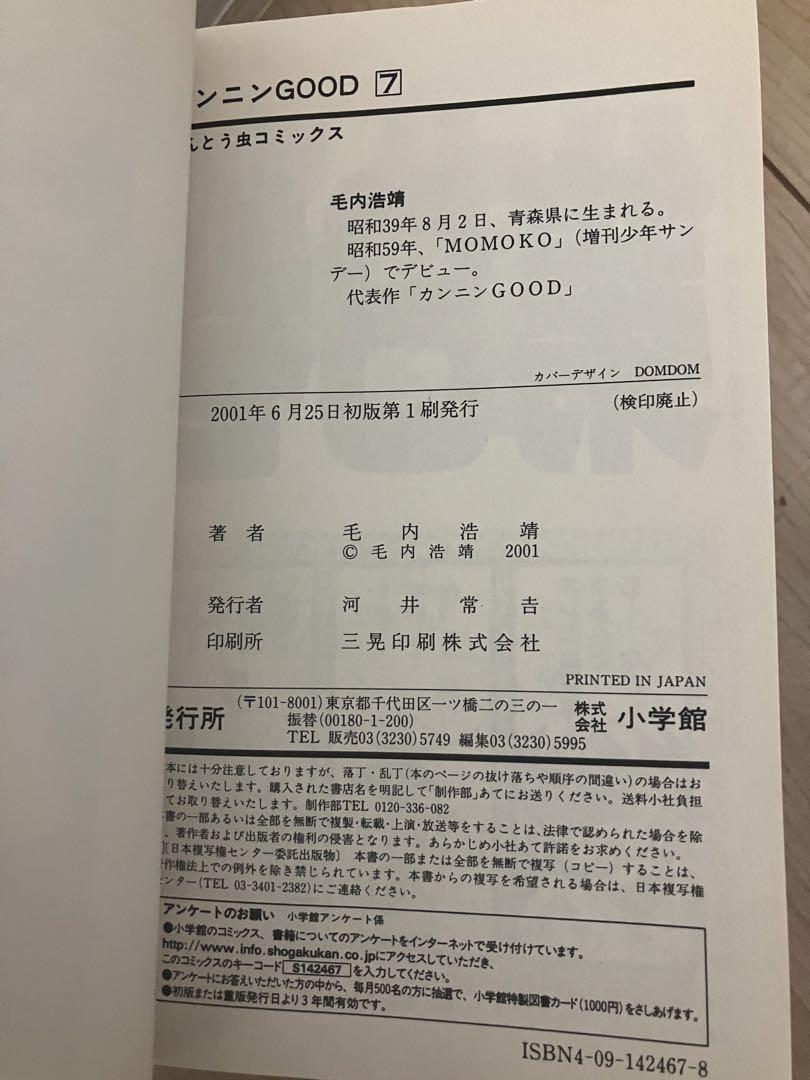 ンニンGOOD 7
んとう虫コミックス
毛内浩靖
昭和39年8月2日、青森県に生まれる。
昭和59年、「MOMOKO」(増刊少年サン
デー)でデビュー。
代表作「カンニンGOOD」
カバーデザイン DOMDOM
2001年6月25日初版第1刷発行 (検印廃止)
著者 毛内浩靖
© 毛内浩靖 2001
発行者 河井常𠮷
印刷所 三晃印刷株式会社
PRINTED IN JAPAN
発行所 (〒101-8001)東京都千代田区一ツ橋二の三の一 株式会社 小学館
振替(00180-1-200)
TEL 販売03(3230)5749 編集03(3230)5995
本には十分注意しておりますが、落丁・乱丁(本のページの抜け落ちや順序の間違い)の場合はお
り替えいたします。購入された書店名を明記して「制作部」あてにお送りください。送料小社負担
てお取り替えいたします。制作部TEL 0120-336-082
書の一部あるいは全部を無断で複製・転載・上演・放送等をすることは、法律で認められた場合を除
、著作者および出版者の権利の侵害となります。あらかじめ小社あて許諾をお求めください。
〔日本複写権センター委託出版物〕 本書の一部または全部を無断で複写(コピー)することは、
作権法上での例外を除き禁じられています。本書からの複写を希望される場合は、日本複写権
センター(TEL 03-3401-2382)にご連絡ください。
アンケートのお願い 小学館アンケート係
●小学館のコミックス、書籍についてのアンケートをインターネットで受け付けています。
http://www.info.shogakukan.co.jpにアクセスしていただき、
このコミックスのキーコード S142467 を入力してください。
●アンケートにお答えいただいた方の中から、毎月500名の方に抽選で、小学館特製図書カード(1000円)をさしあげます。
●初版または重版発行日より3年間有効です。
ISBN4-09-142467-8